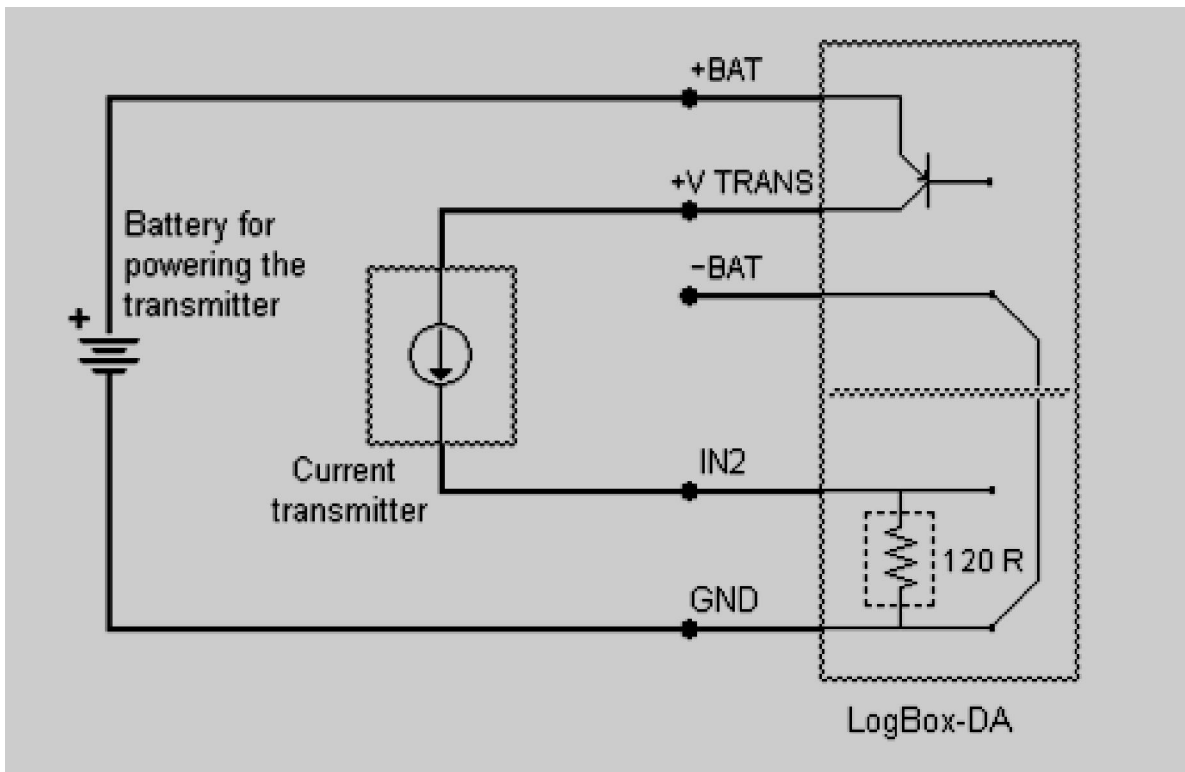 +BAT
+V TRANS
Battery for
powering the
transmitter
−BAT
+
Current
transmitter
IN2
120 R
GND
LogBox-DA